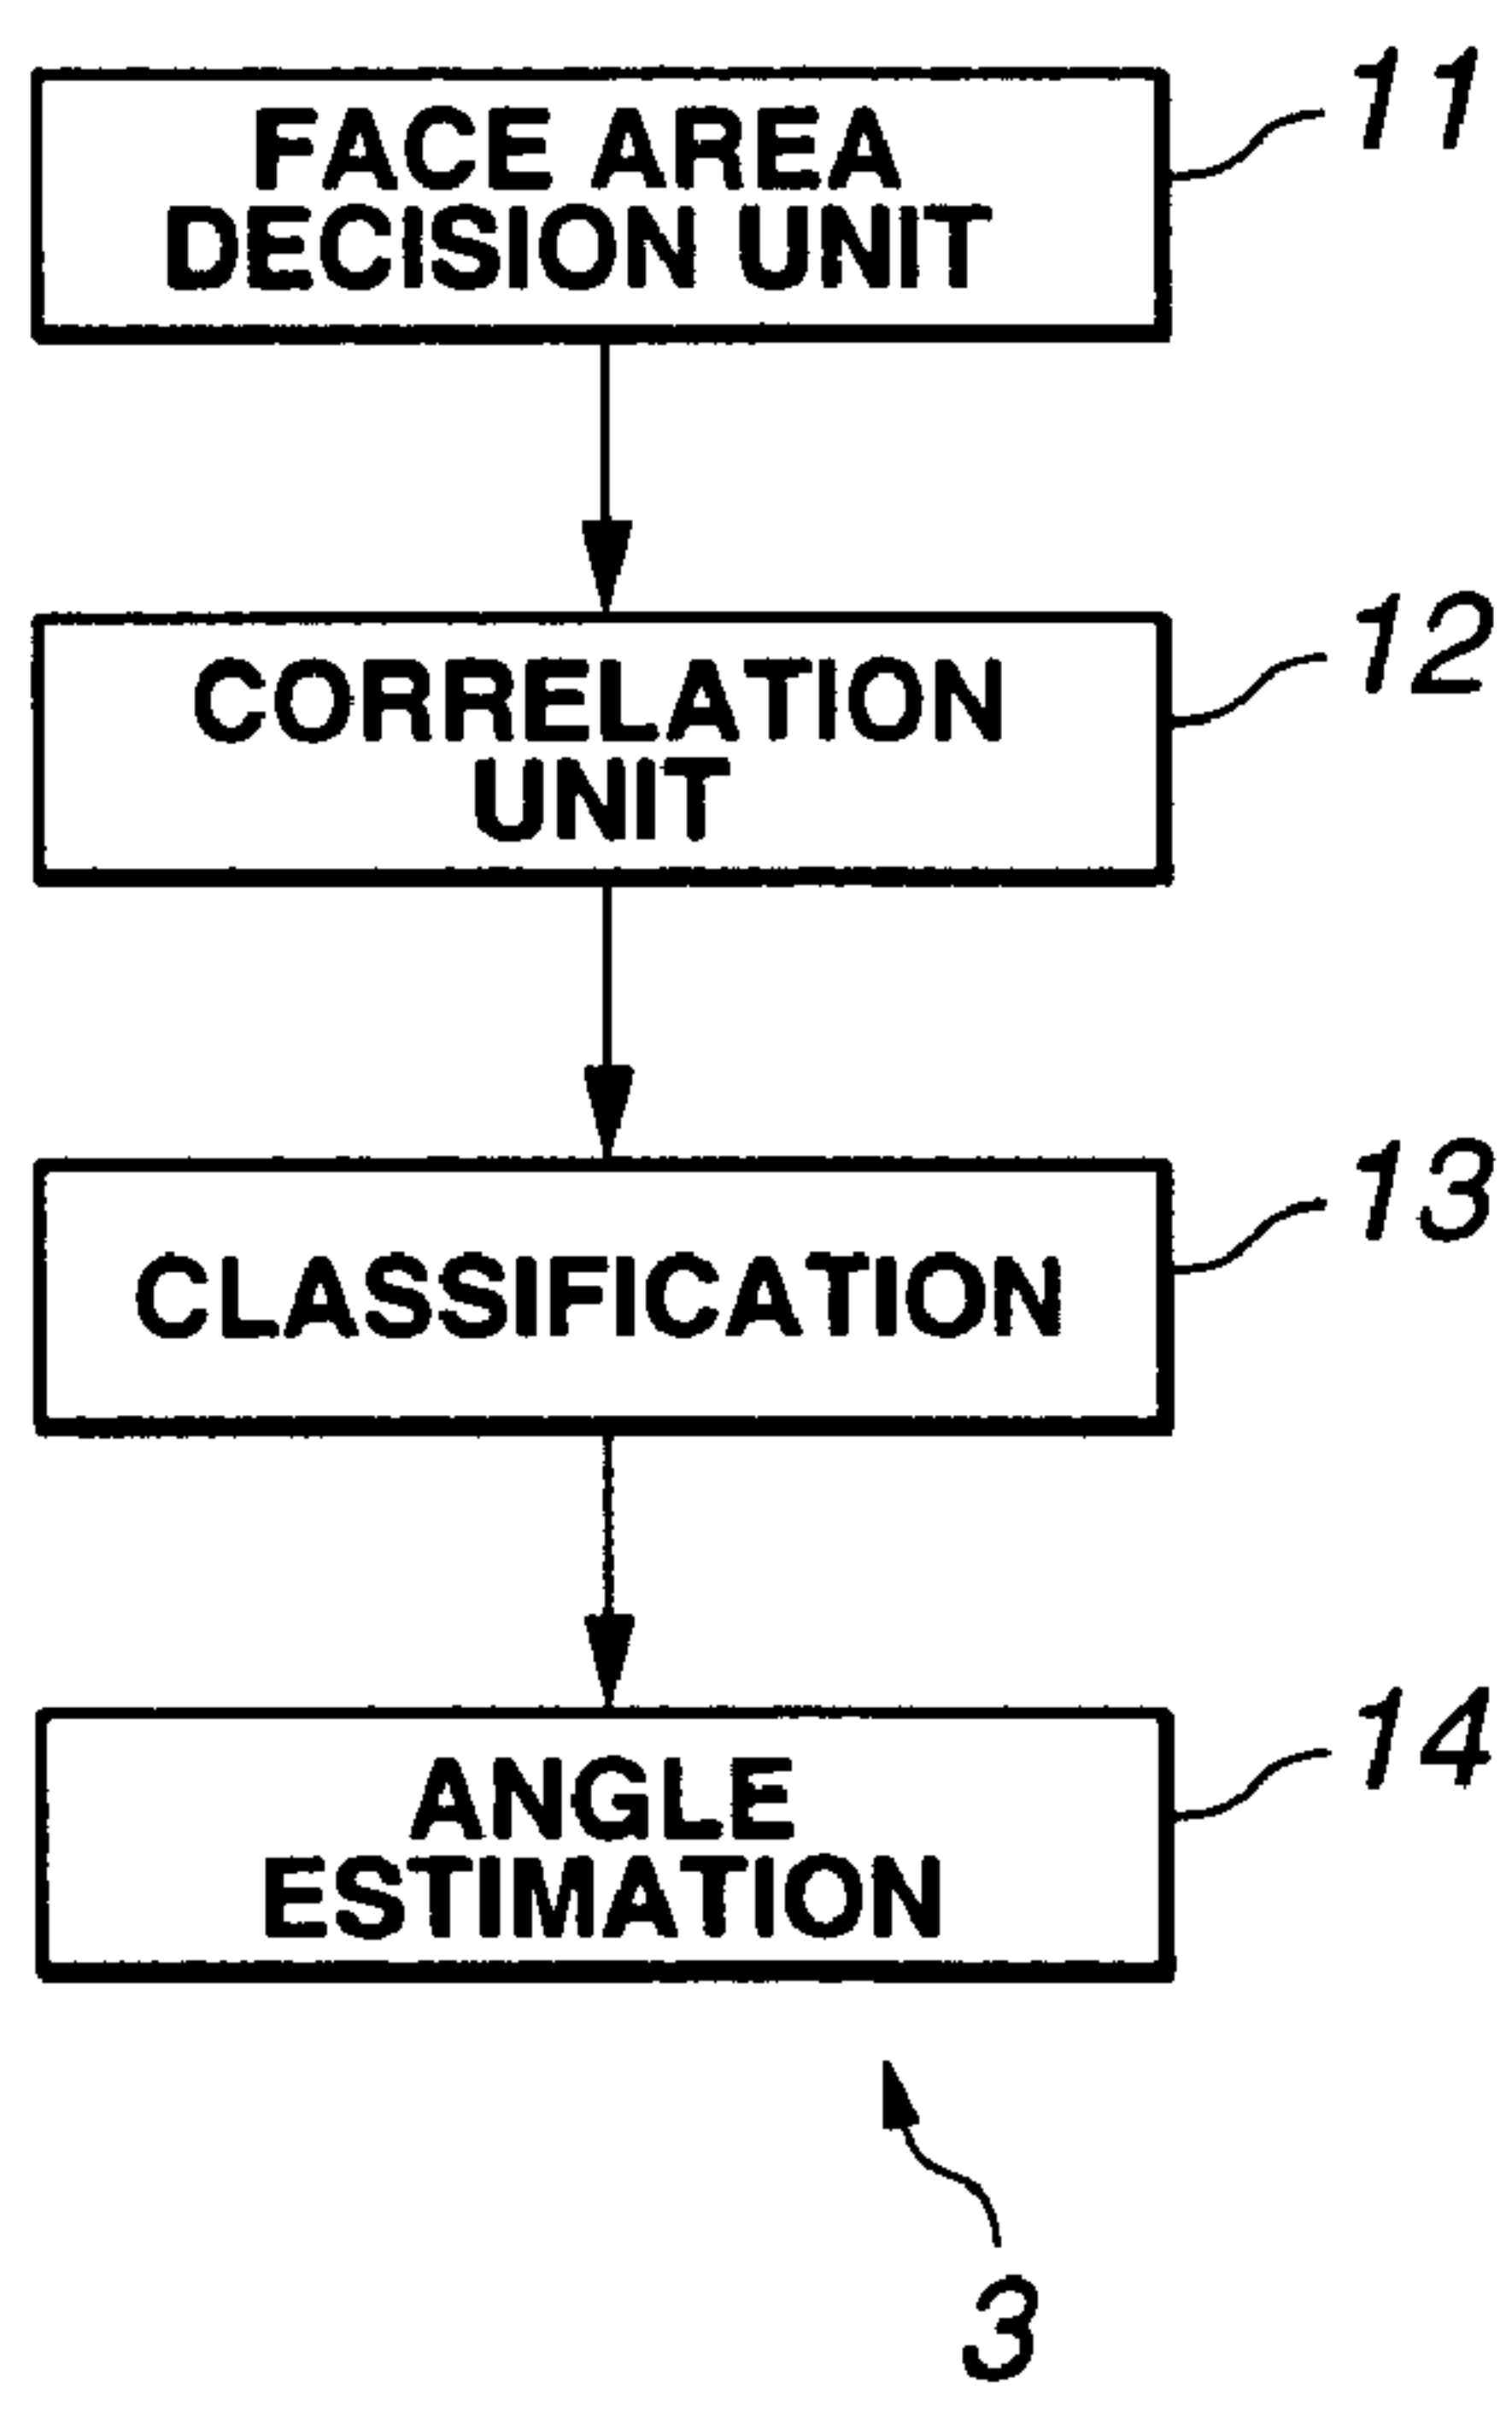 FACE AREA
DECISION UNIT
11
CORRELATION
UNIT
12
CLASSIFICATION
13
ANGLE
ESTIMATION
14
3